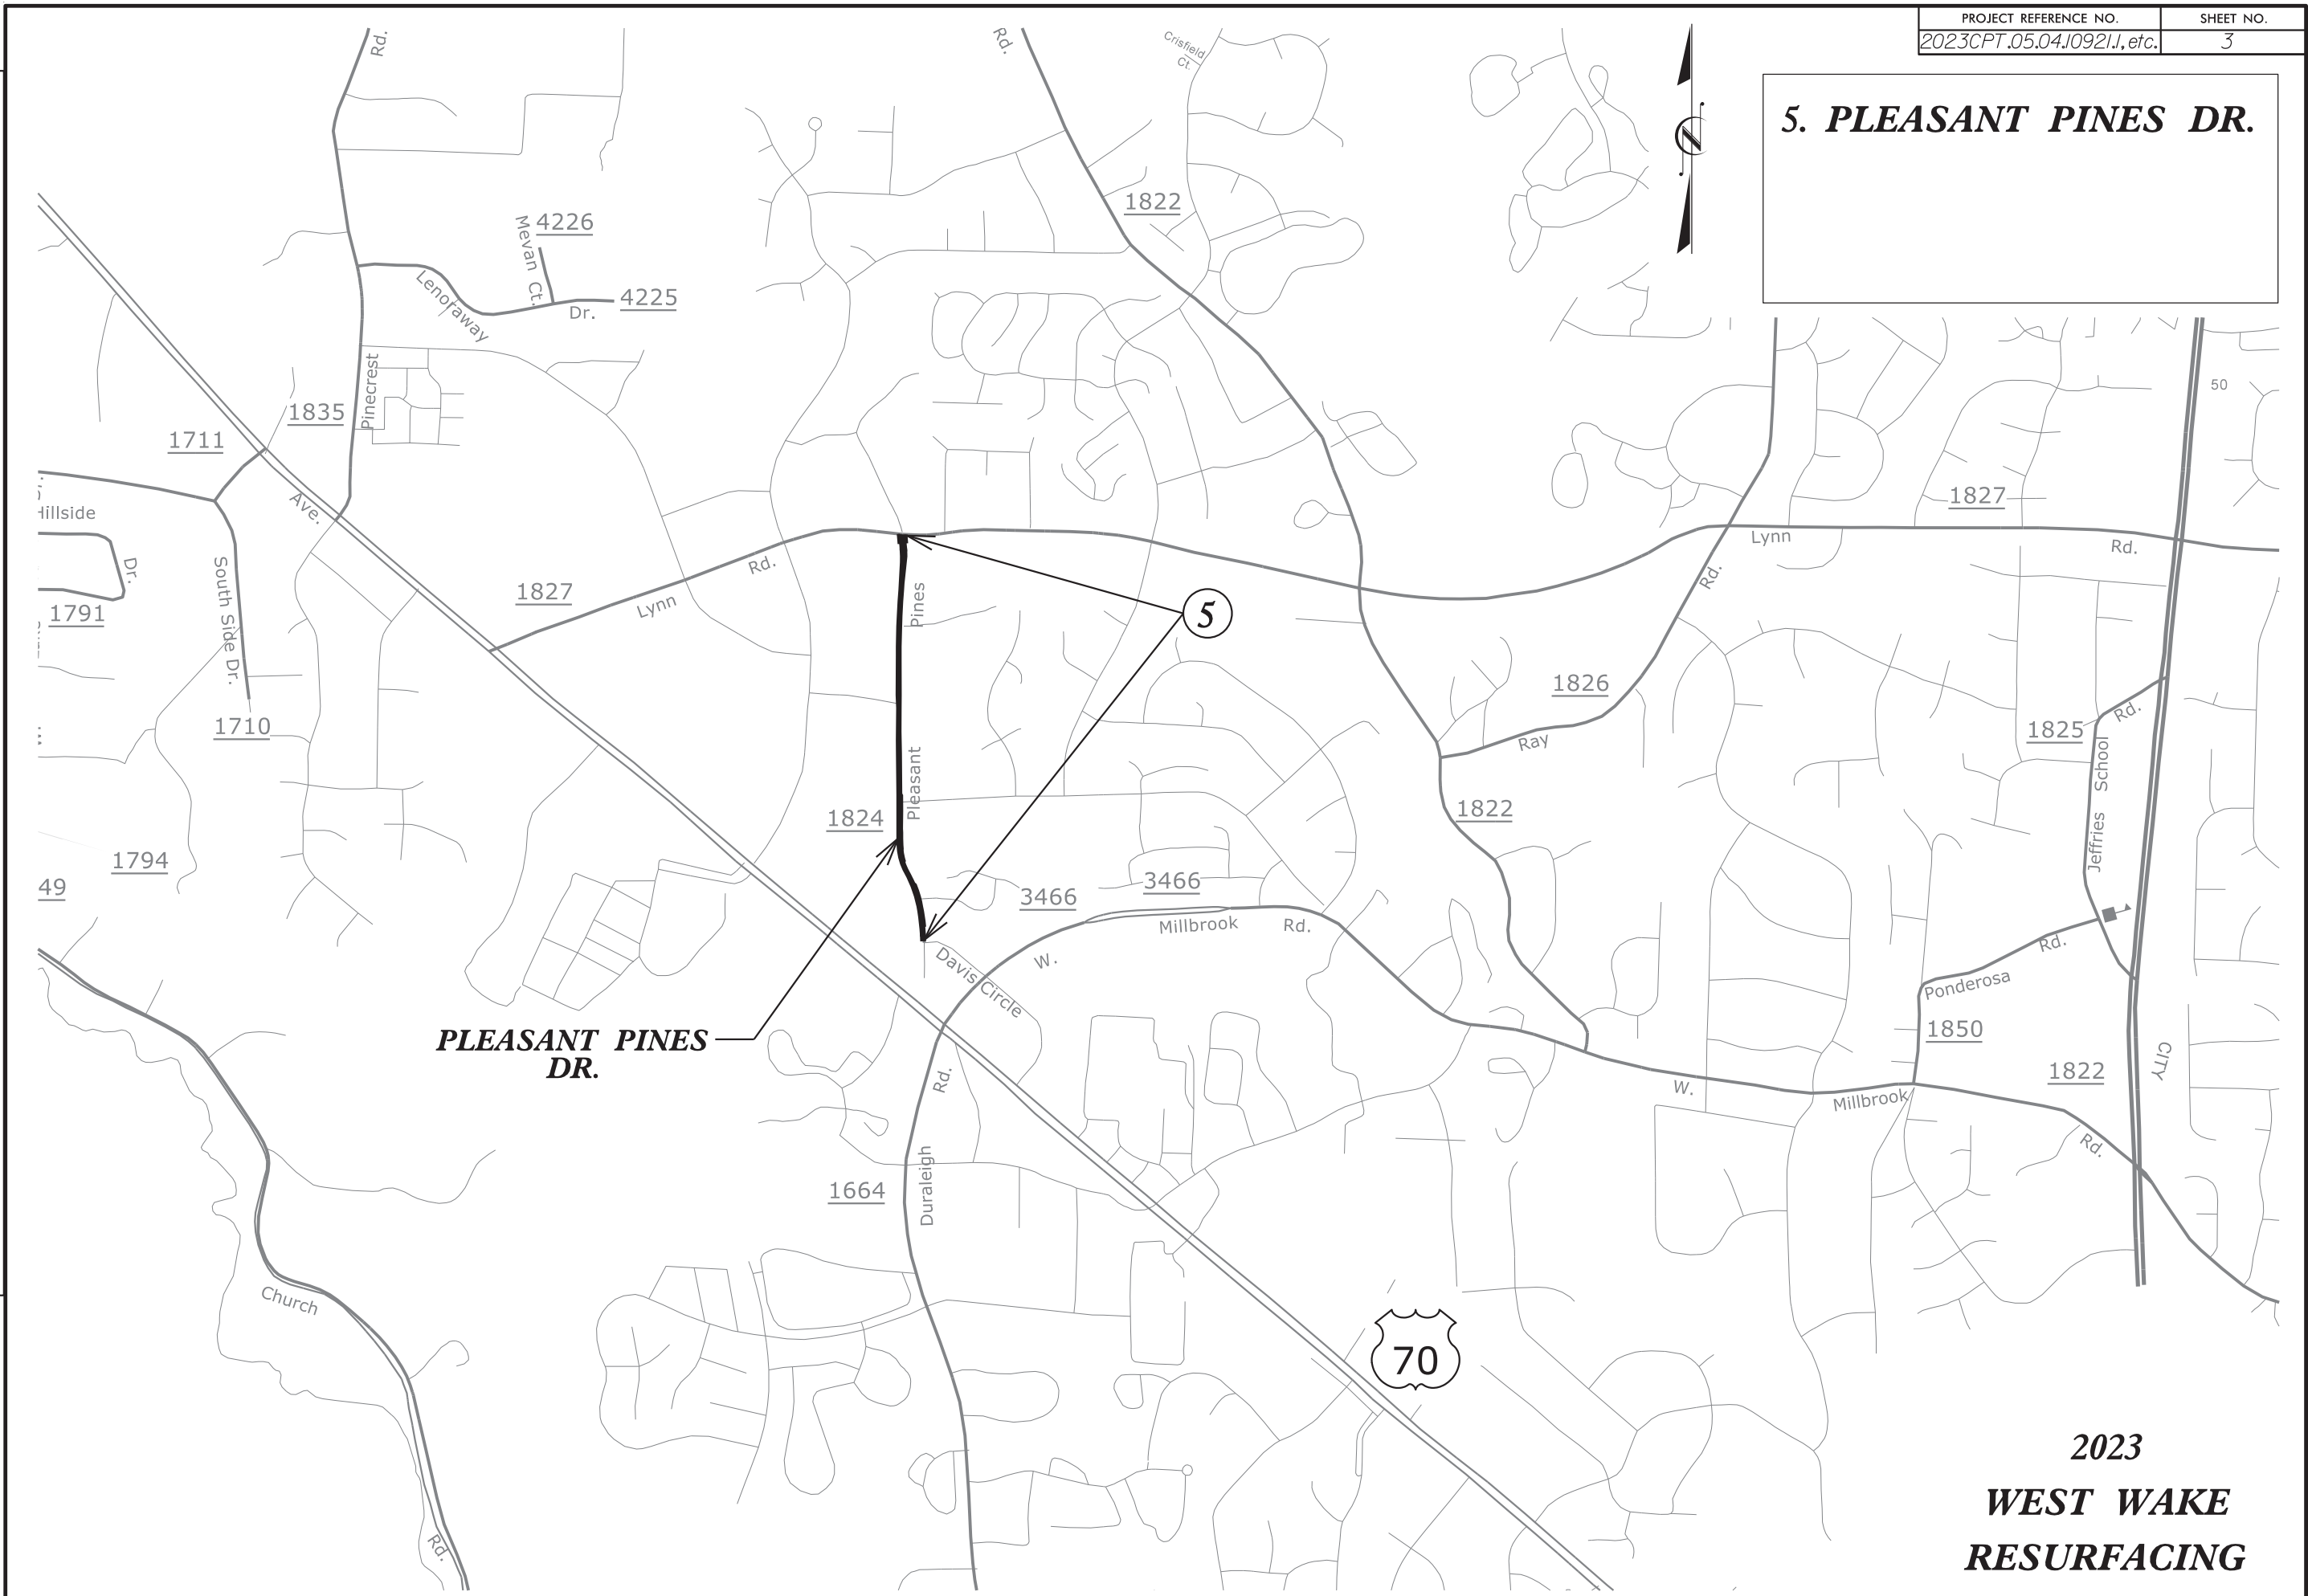 PROJECT REFERENCE NO.
SHEET NO.
2023CPT.05.04.10921.1, etc.
3
5. PLEASANT PINES DR.
Rd.
Rd.
Crisfield
Ct.
1822
4226
Mevan Ct.
Lenoraway
Dr.
4225
Pinecrest
1835
1711
Ave.
Hillside
Dr.
1791
South Side Dr.
1710
1794
49
1827
Lynn
Rd.
Pines
Pleasant
1824
5
50
1827
Lynn
Rd.
Rd.
1826
Ray
1822
1825
Rd.
Jeffries School
3466
3466
Millbrook
Rd.
W.
Davis Circle
PLEASANT PINES
DR.
Rd.
Duraleigh
1664
Rd.
Ponderosa
1850
1822
CITY
W.
Millbrook
Rd.
Church
Rd.
70
2023
WEST WAKE
RESURFACING